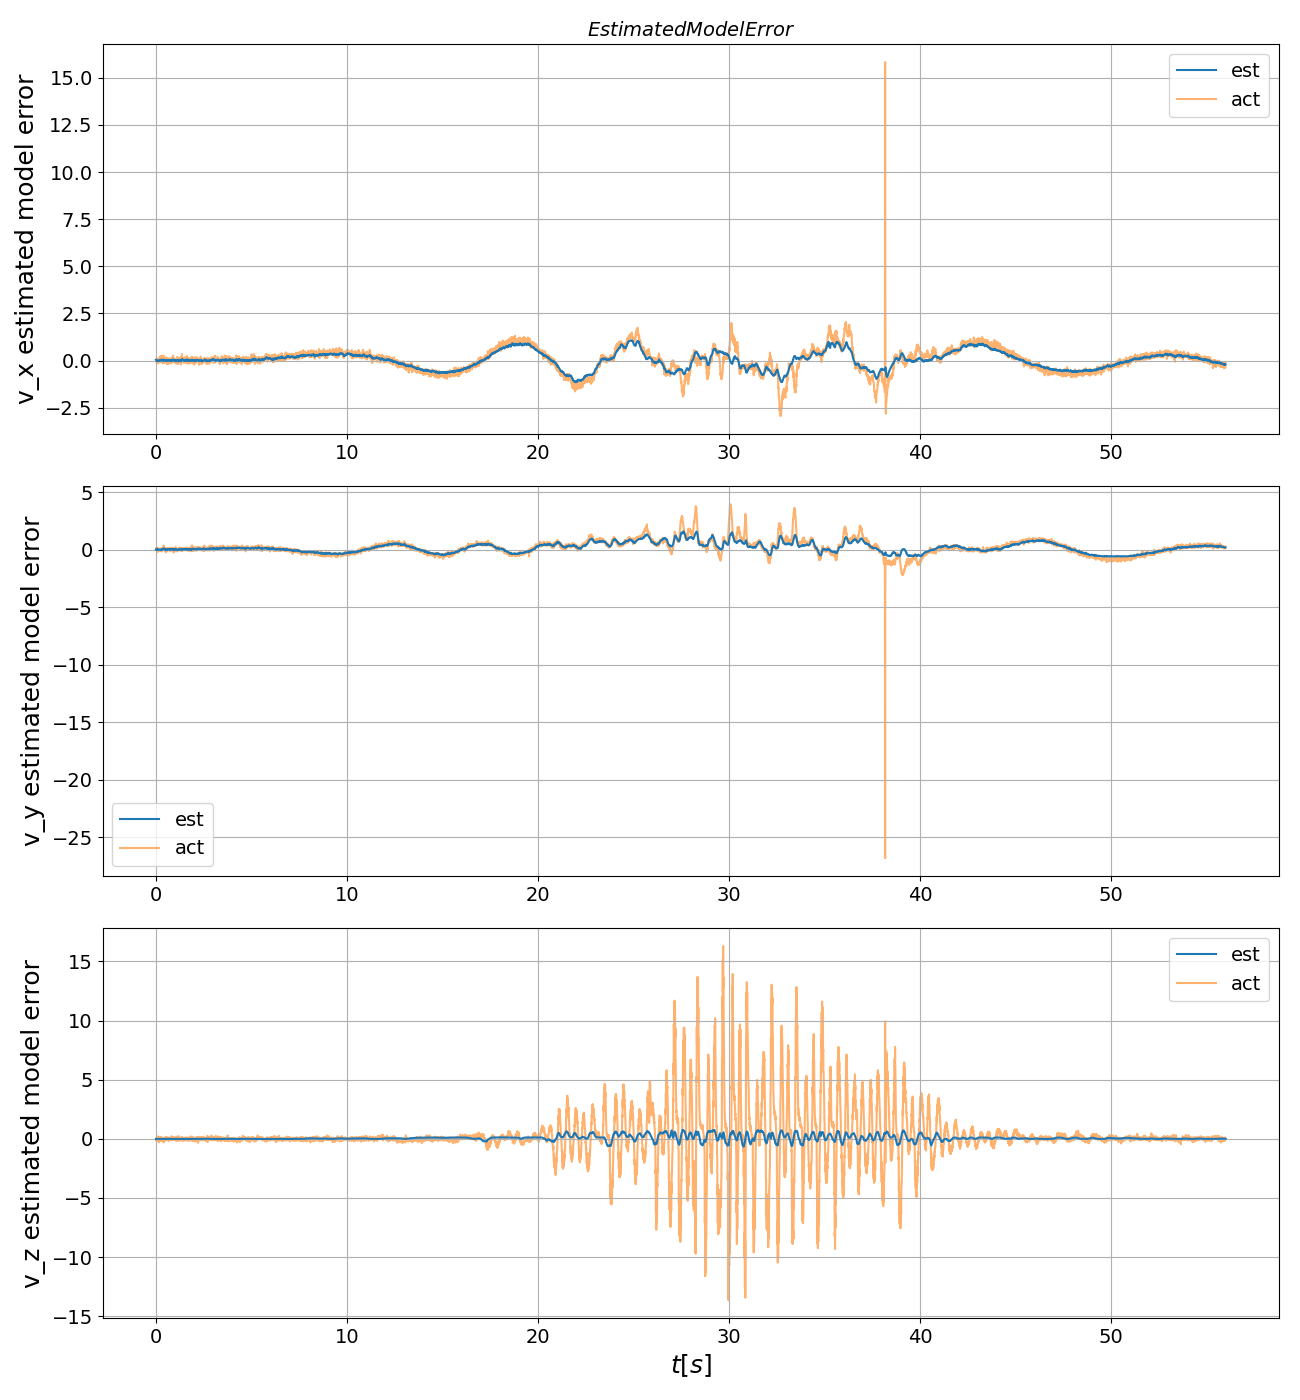 EstimatedModelError
v_x estimated model error
15.0
12.5
10.0
7.5
5.0
2.5
0.0
−2.5
est
act
0 10 20 30 40 50
v_y estimated model error
5
0
−5
−10
−15
−20
−25
est
act
0 10 20 30 40 50
v_z estimated model error
15
10
5
0
−5
−10
−15
est
act
0 10 20 30 40 50
t[s]